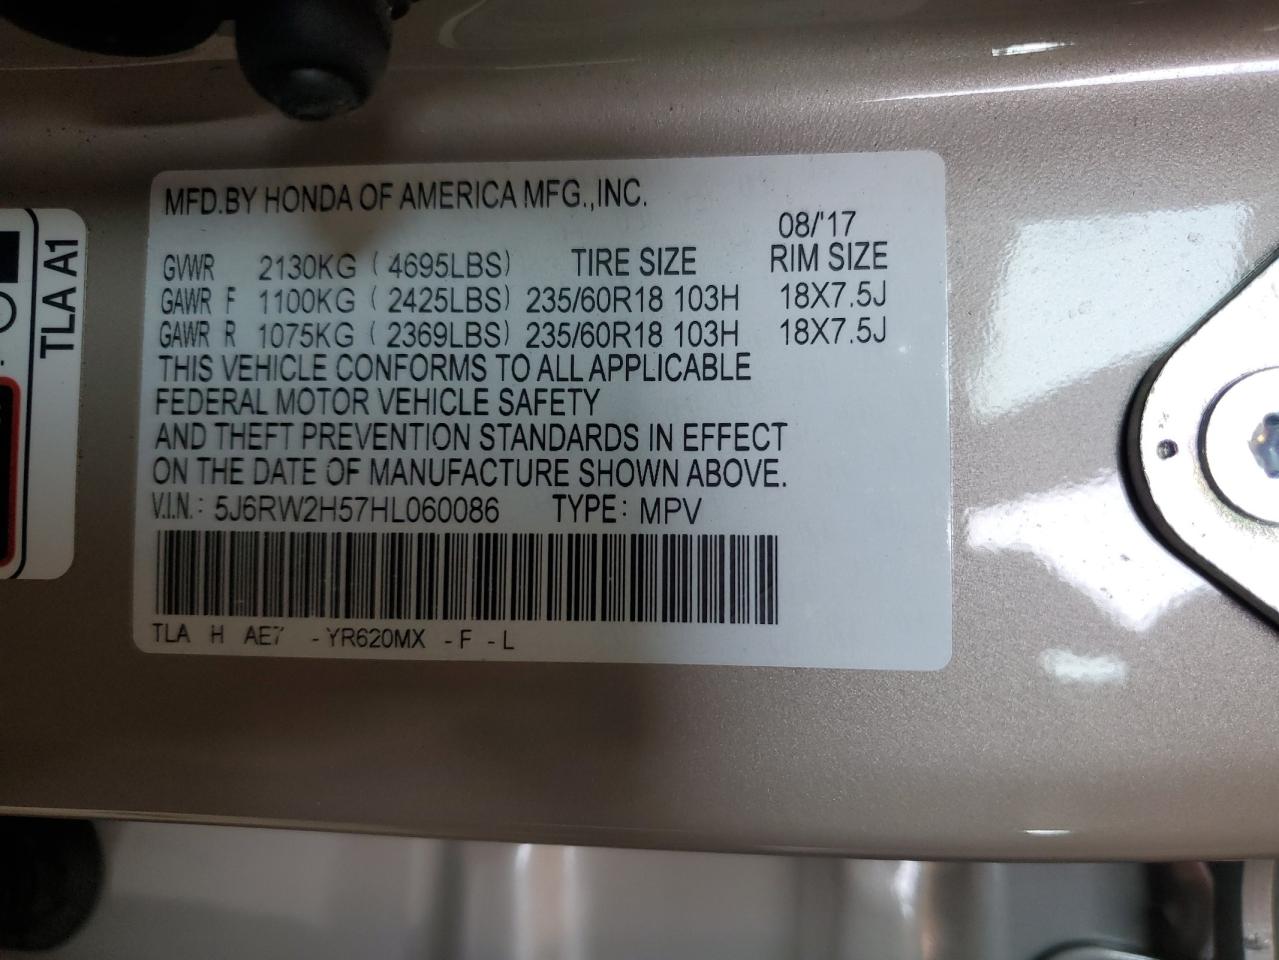 MFD.BY HONDA OF AMERICA MFG.,INC.
08/'17
GVWR 2130KG ( 4695LBS) TIRE SIZE RIM SIZE
GAWR F 1100KG ( 2425LBS) 235/60R18 103H 18X7.5J
GAWR R 1075KG ( 2369LBS) 235/60R18 103H 18X7.5J
THIS VEHICLE CONFORMS TO ALL APPLICABLE
FEDERAL MOTOR VEHICLE SAFETY
AND THEFT PREVENTION STANDARDS IN EFFECT
ON THE DATE OF MANUFACTURE SHOWN ABOVE.
V.I.N.: 5J6RW2H57HL060086 TYPE: MPV
TLA H AE7 -YR620MX -F -L
TLA A1